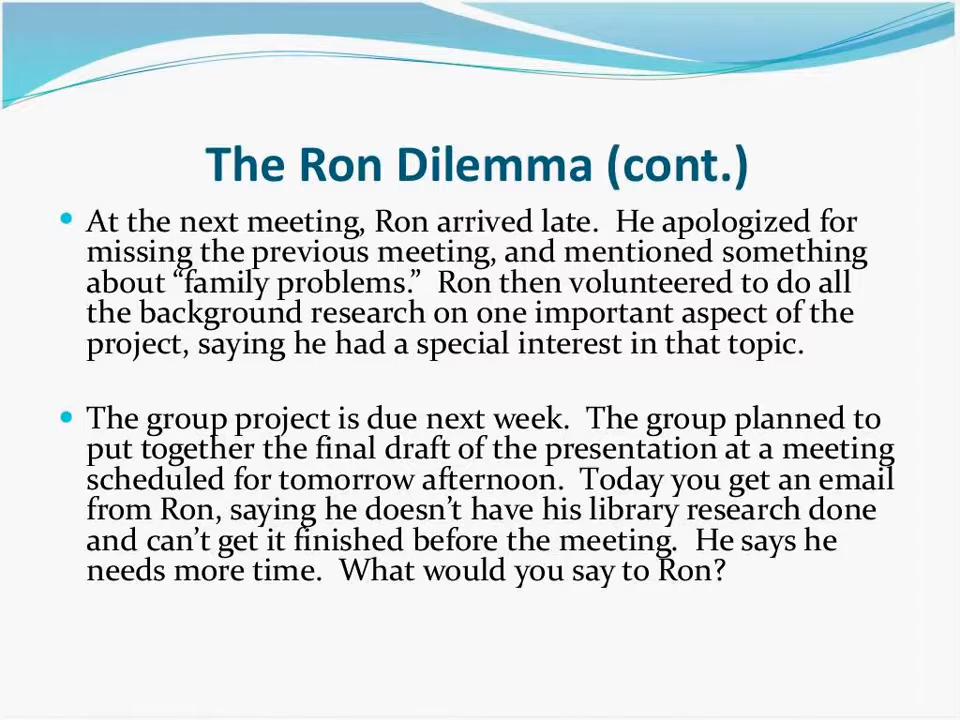 The Ron Dilemma (cont.)
• At the next meeting, Ron arrived late.  He apologized for
missing the previous meeting, and mentioned something
about “family problems.”  Ron then volunteered to do all
the background research on one important aspect of the
project, saying he had a special interest in that topic.
• The group project is due next week.  The group planned to
put together the final draft of the presentation at a meeting
scheduled for tomorrow afternoon.  Today you get an email
from Ron, saying he doesn’t have his library research done
and can’t get it finished before the meeting.  He says he
needs more time.  What would you say to Ron?